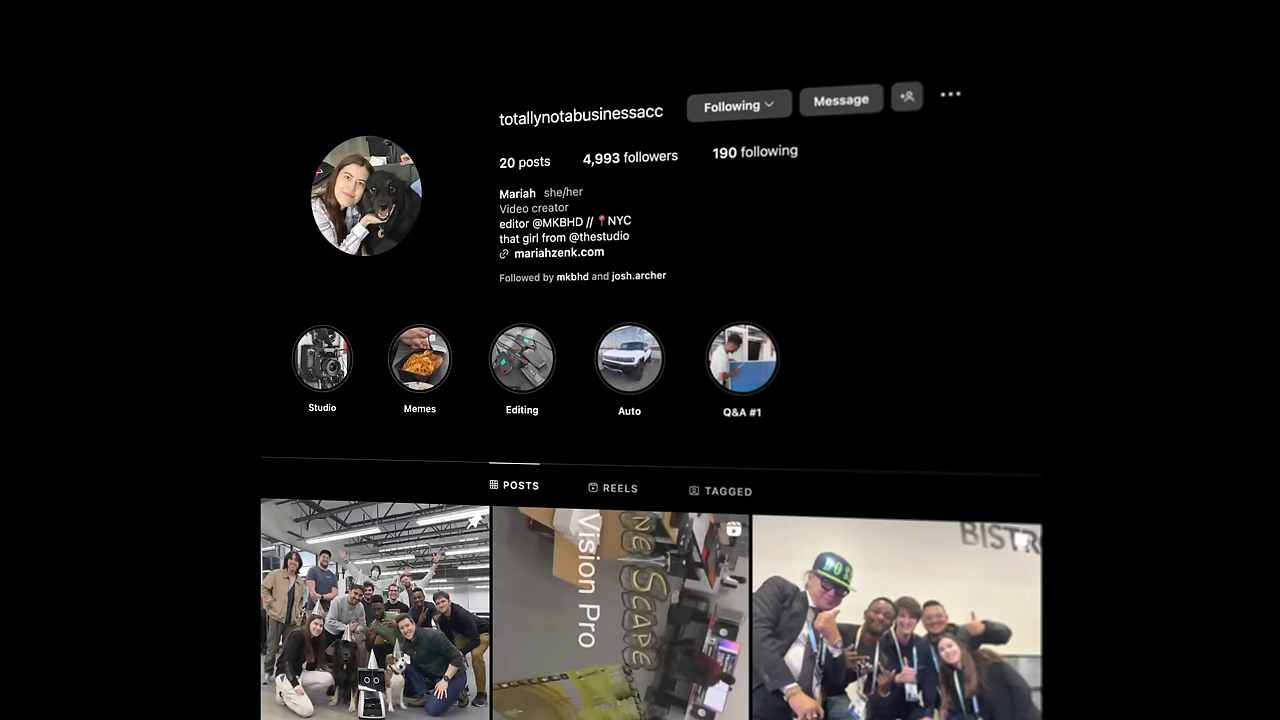 totallynotabusinessacc
Following
Message
20 posts
4,993 followers
190 following
Mariah she/her
Video creator
editor @MKBHD // 📍NYC
that girl from @thestudio
mariahzenk.com
Followed by mkbhd and josh.archer
Studio
Memes
Editing
Auto
Q&A #1
POSTS
REELS
TAGGED
Vision Pro